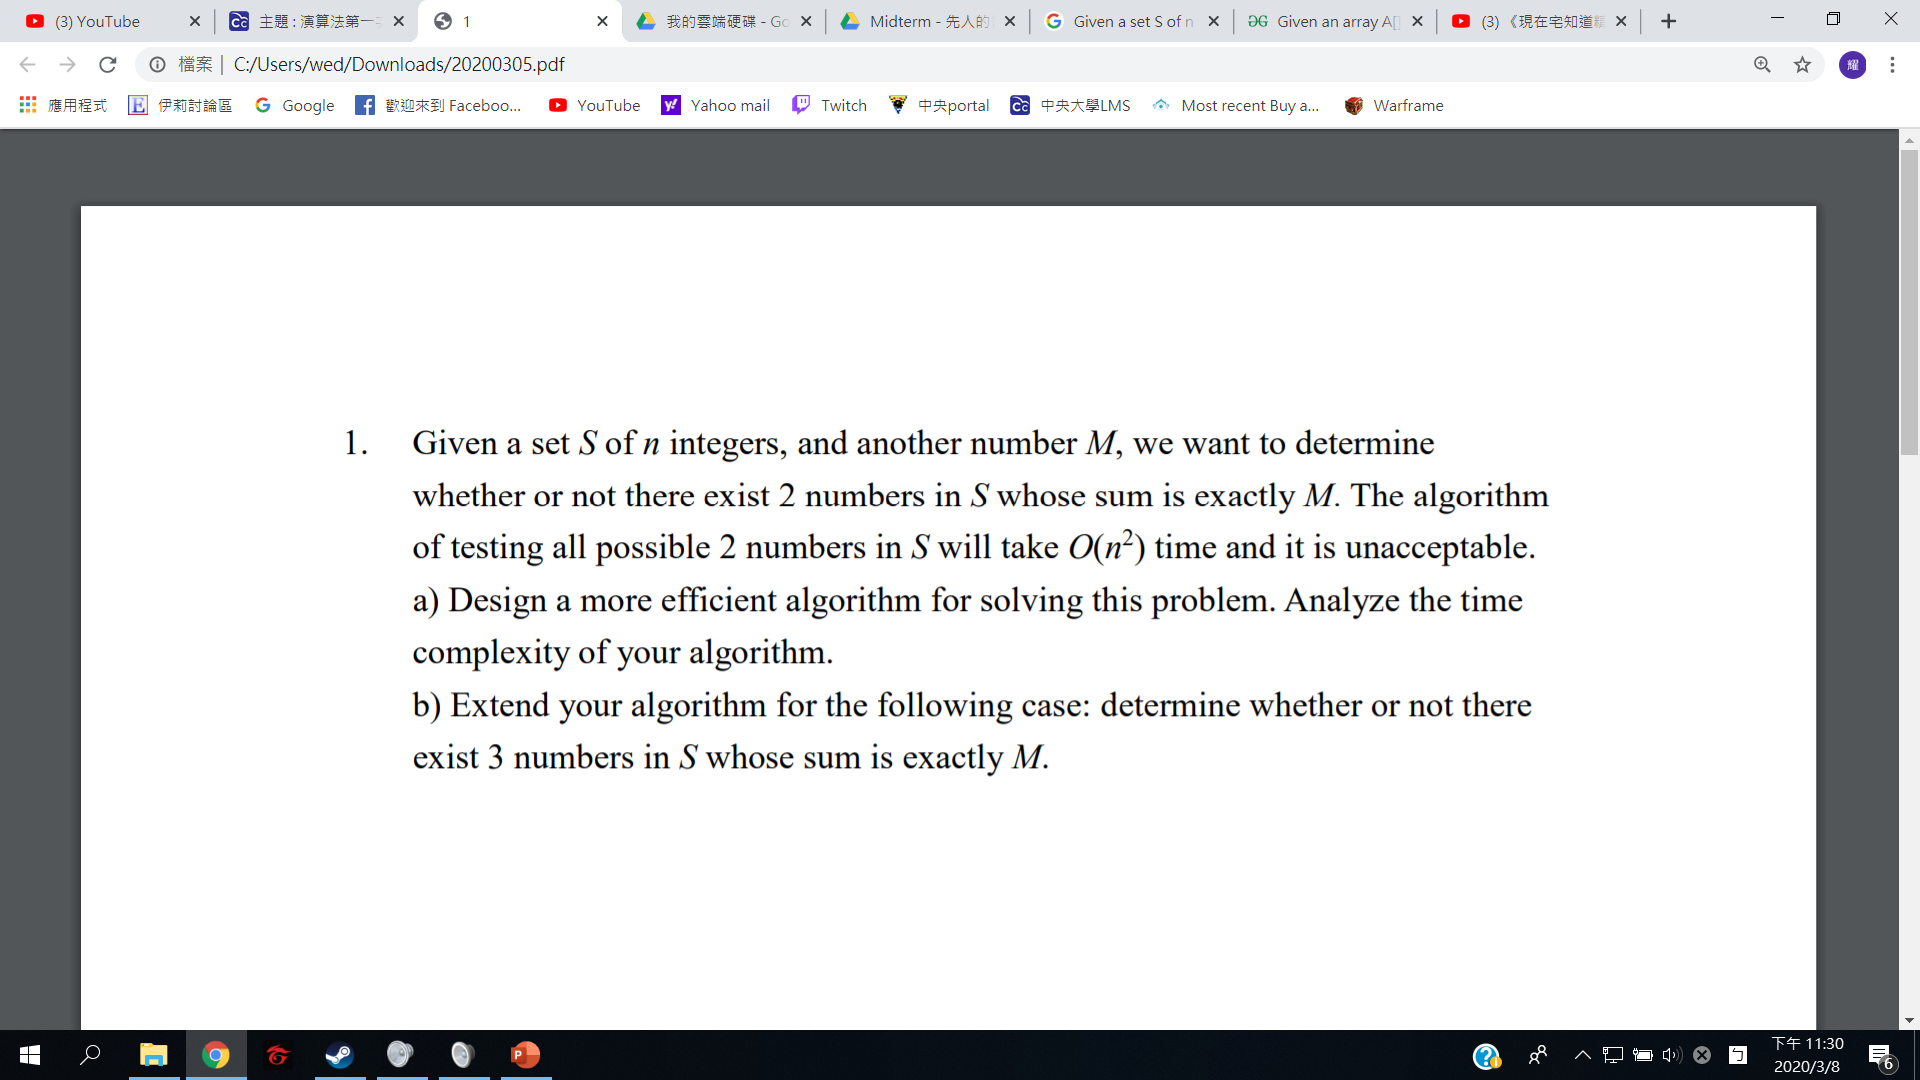 (3) YouTube
主題 : 演算法第一
1
我的雲端硬碟 - Go
Midterm - 先人的
Given a set S of n
Given an array A[]
(3) 《現在宅知道
檔案 | C:/Users/wed/Downloads/20200305.pdf
耀
應用程式
伊莉討論區
Google
歡迎來到 Faceboo...
YouTube
Yahoo mail
Twitch
中央portal
中央大學LMS
Most recent Buy a...
Warframe
1. Given a set S of n integers, and another number M, we want to determine
whether or not there exist 2 numbers in S whose sum is exactly M. The algorithm
of testing all possible 2 numbers in S will take O(n²) time and it is unacceptable.
a) Design a more efficient algorithm for solving this problem. Analyze the time
complexity of your algorithm.
b) Extend your algorithm for the following case: determine whether or not there
exist 3 numbers in S whose sum is exactly M.
ㄅ
下午 11:30
2020/3/8
6